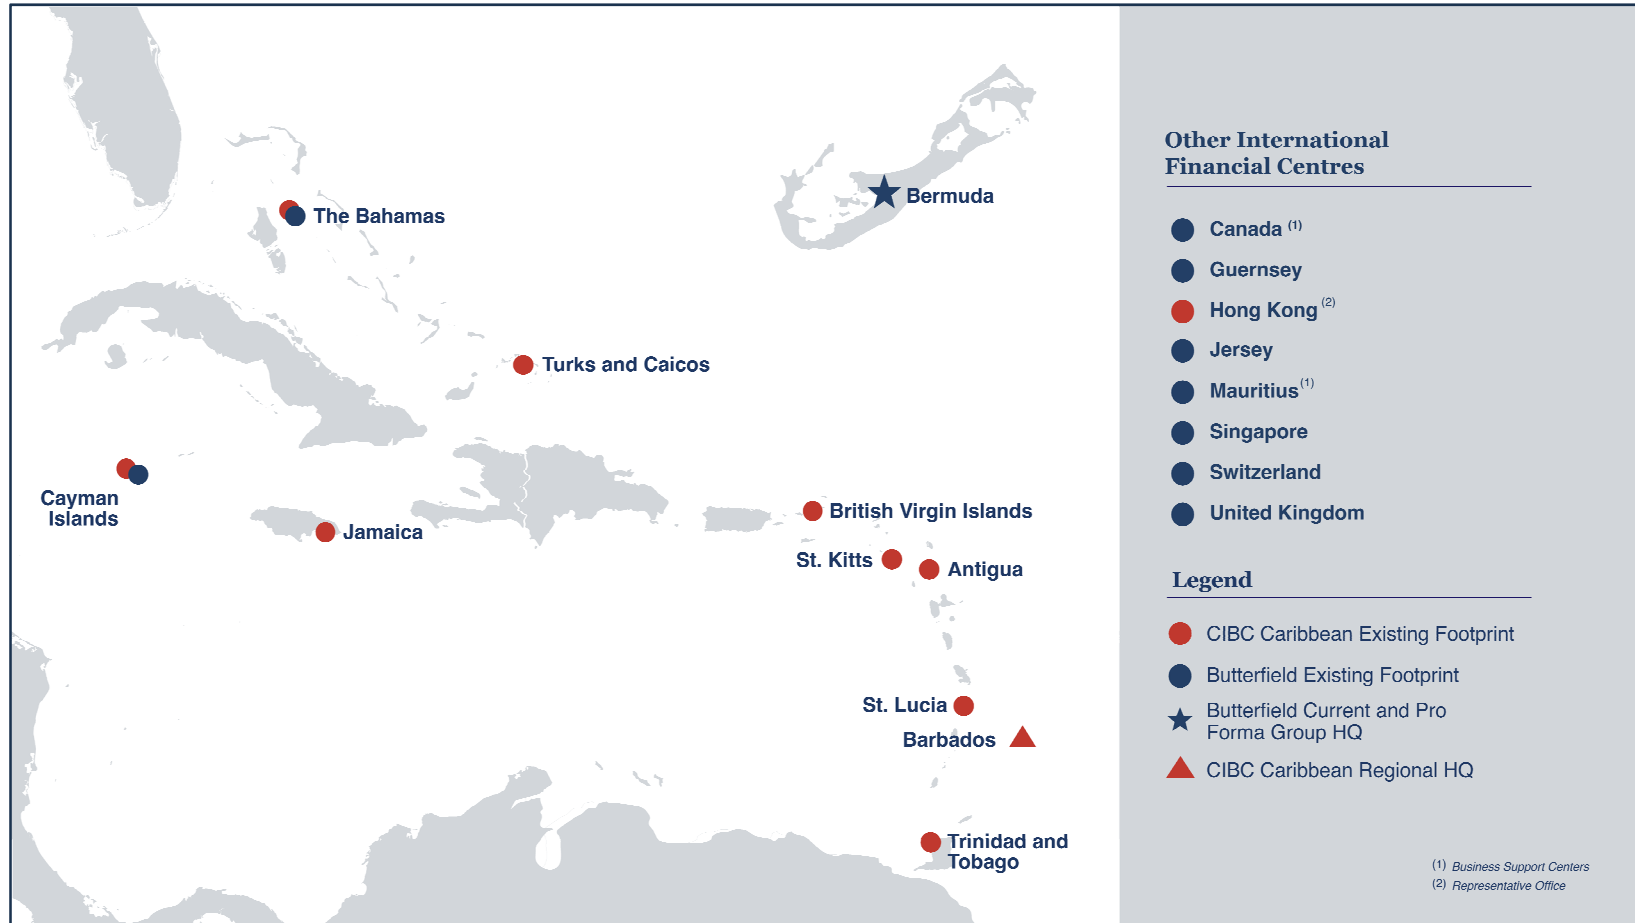 Bermuda
The Bahamas
Turks and Caicos
Cayman
Islands
Jamaica
British Virgin Islands
St. Kitts
Antigua
St. Lucia
Barbados
Trinidad and
Tobago
Other International
Financial Centres
Canada (1)
Guernsey
Hong Kong (2)
Jersey
Mauritius (1)
Singapore
Switzerland
United Kingdom
Legend
CIBC Caribbean Existing Footprint
Butterfield Existing Footprint
Butterfield Current and Pro
Forma Group HQ
CIBC Caribbean Regional HQ
(1) Business Support Centers
(2) Representative Office